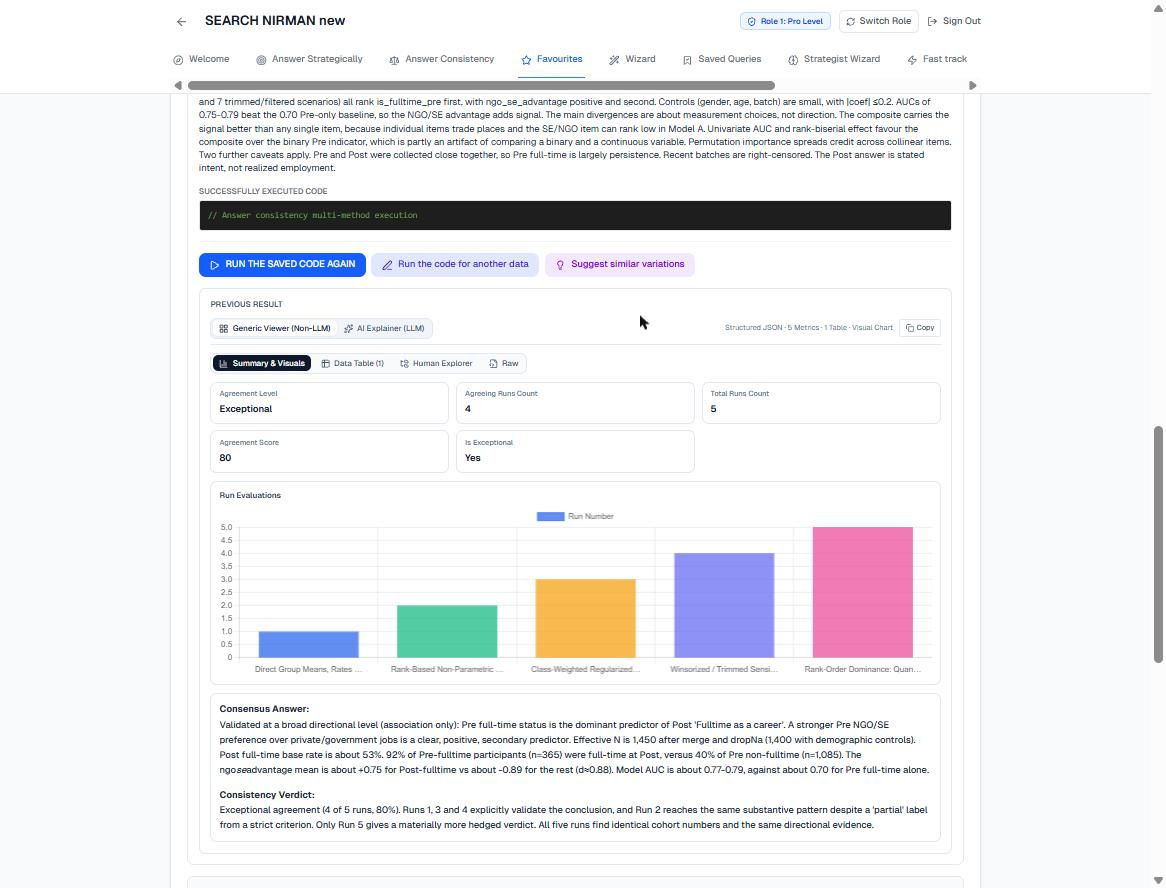 SEARCH NIRMAN new
Role 1: Pro Level
Switch Role
Sign Out
Welcome
Answer Strategically
Answer Consistency
Favourites
Wizard
Saved Queries
Strategist Wizard
Fast track
and 7 trimmed/filtered scenarios) all rank is_fulltime_pre first, with ngo_se_advantage positive and second. Controls (gender, age, batch) are small, with |coef| ≤0.2. AUCs of
0.75-0.79 beat the 0.70 Pre-only baseline, so the NGO/SE advantage adds signal. The main divergences are about measurement choices, not direction. The composite carries the
signal better than any single item, because individual items trade places and the SE/NGO item can rank low in Model A. Univariate AUC and rank-biserial effect favour the
composite over the binary Pre indicator, which is partly an artifact of comparing a binary and a continuous variable. Permutation importance spreads credit across collinear items.
Two further caveats apply. Pre and Post were collected close together, so Pre full-time is largely persistence. Recent batches are right-censored. The Post answer is stated
intent, not realized employment.
SUCCESSFULLY EXECUTED CODE
// Answer consistency multi-method execution
RUN THE SAVED CODE AGAIN
Run the code for another data
Suggest similar variations
PREVIOUS RESULT
Generic Viewer (Non-LLM)
AI Explainer (LLM)
Structured JSON · 5 Metrics · 1 Table · Visual Chart
Copy
Summary & Visuals
Data Table (1)
Human Explorer
Raw
Agreement Level
Exceptional
Agreeing Runs Count
4
Total Runs Count
5
Agreement Score
80
Is Exceptional
Yes
Run Evaluations
Run Number
5.0
4.5
4.0
3.5
3.0
2.5
2.0
1.5
1.0
0.5
0
Direct Group Means, Rates ...
Rank-Based Non-Parametric ...
Class-Weighted Regularized...
Winsorized / Trimmed Sensi...
Rank-Order Dominance: Quan...
Consensus Answer:
Validated at a broad directional level (association only): Pre full-time status is the dominant predictor of Post 'Fulltime as a career'. A stronger Pre NGO/SE
preference over private/government jobs is a clear, positive, secondary predictor. Effective N is 1,450 after merge and dropNa (1,400 with demographic controls).
Post full-time base rate is about 53%. 92% of Pre-fulltime participants (n=365) were full-time at Post, versus 40% of Pre non-fulltime (n=1,085). The
ngoseadvantage mean is about +0.75 for Post-fulltime vs about -0.89 for the rest (d≈0.88). Model AUC is about 0.77-0.79, against about 0.70 for Pre full-time alone.
Consistency Verdict:
Exceptional agreement (4 of 5 runs, 80%). Runs 1, 3 and 4 explicitly validate the conclusion, and Run 2 reaches the same substantive pattern despite a 'partial' label
from a strict criterion. Only Run 5 gives a materially more hedged verdict. All five runs find identical cohort numbers and the same directional evidence.